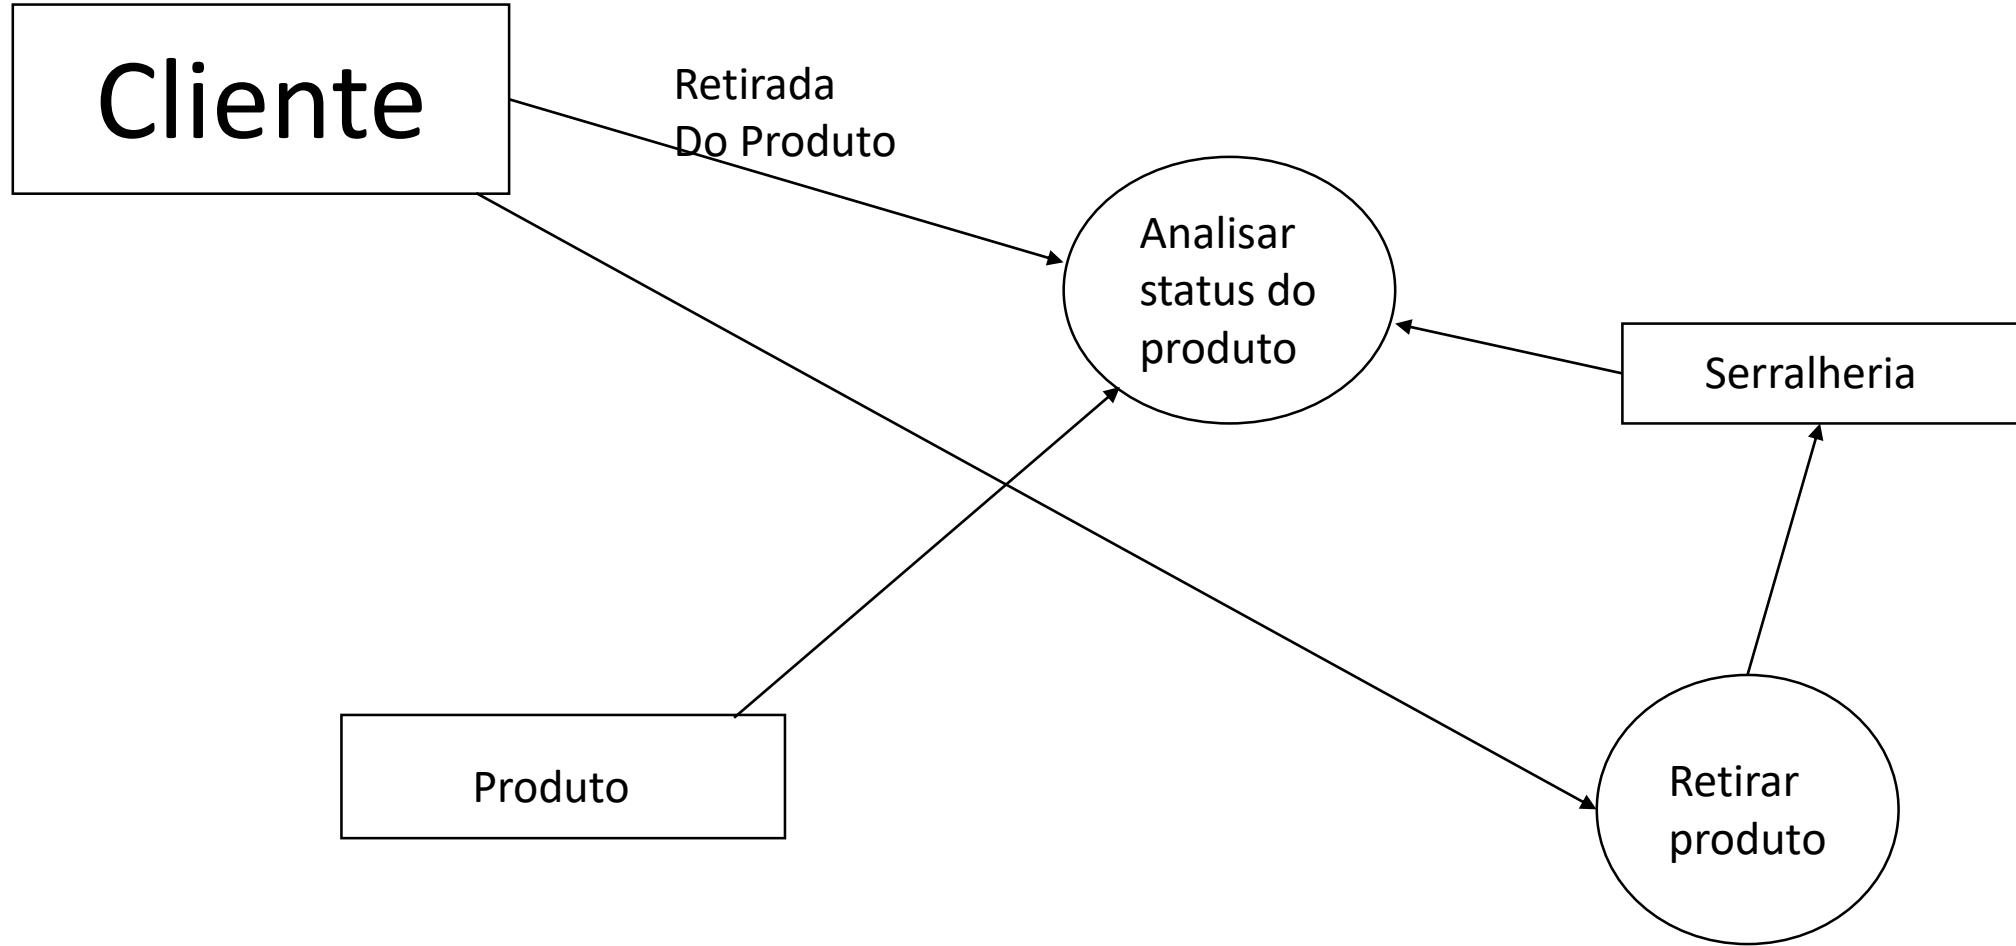 Cliente
Retirada
Do Produto
Analisar
status do
produto
Serralheria
Produto
Retirar
produto